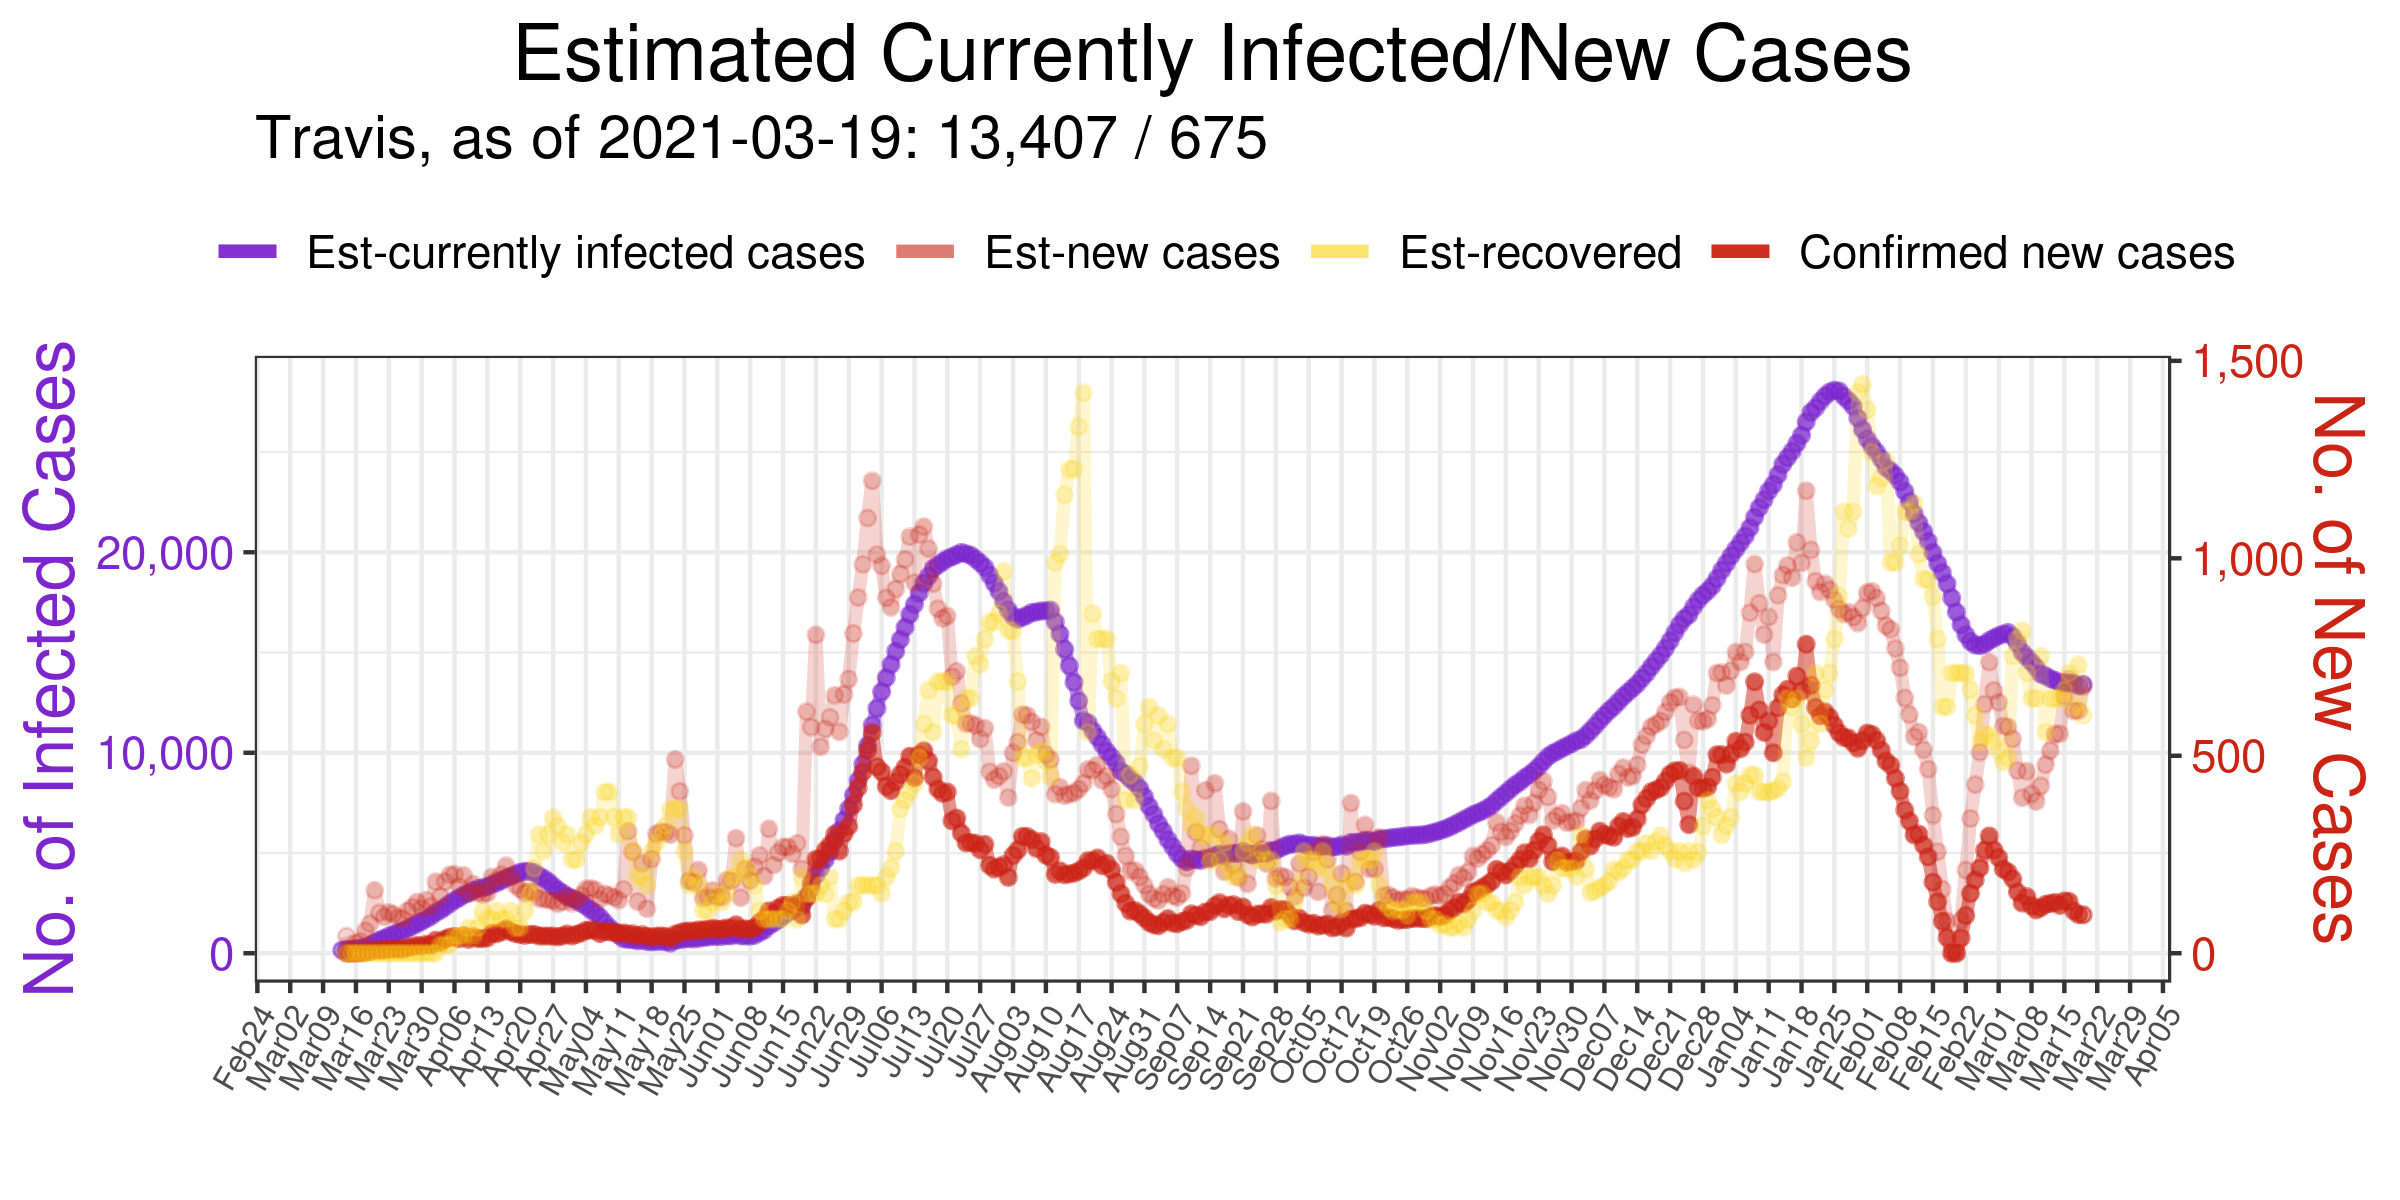 Estimated Currently Infected/New Cases
Travis, as of 2021-03-19: 13,407 / 675
Est-currently infected cases
Est-new cases
Est-recovered
Confirmed new cases
No. of Infected Cases
20,000
10,000
0
1,500
1,000
500
0
No. of New Cases
Feb24
Mar02
Mar09
Mar16
Mar23
Mar30
Apr06
Apr13
Apr20
Apr27
May04
May11
May18
May25
Jun01
Jun08
Jun15
Jun22
Jun29
Jul06
Jul13
Jul20
Jul27
Aug03
Aug10
Aug17
Aug24
Aug31
Sep07
Sep14
Sep21
Sep28
Oct05
Oct12
Oct19
Oct26
Nov02
Nov09
Nov16
Nov23
Nov30
Dec07
Dec14
Dec21
Dec28
Jan04
Jan11
Jan18
Jan25
Feb01
Feb08
Feb15
Feb22
Mar01
Mar08
Mar15
Mar22
Mar29
Apr05